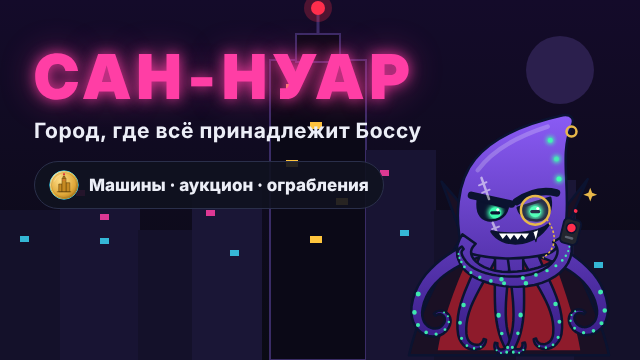 САН-НУАР
Город, где всё принадлежит Боссу
Машины · аукцион · ограбления